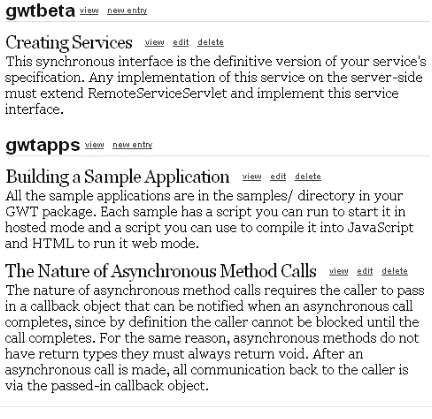 gwtbeta view new entry
Creating Services view edit delete
This synchronous interface is the definitive version of your service's
specification. Any implementation of this service on the server-side
must extend RemoteServiceServlet and implement this service
interface.
gwtapps view new entry
Building a Sample Application view edit delete
All the sample applications are in the samples/ directory in your
GWT package. Each sample has a script you can run to start it in
hosted mode and a script you can use to compile it into JavaScript
and HTML to run it web mode.
The Nature of Asynchronous Method Calls view edit delete
The nature of asynchronous method calls requires the caller to pass
in a callback object that can be notified when an asynchronous call
completes, since by definition the caller cannot be blocked until the
call completes. For the same reason, asynchronous methods do not
have return types they must always return void. After an
asynchronous call is made, all communication back to the caller is
via the passed-in callback object.